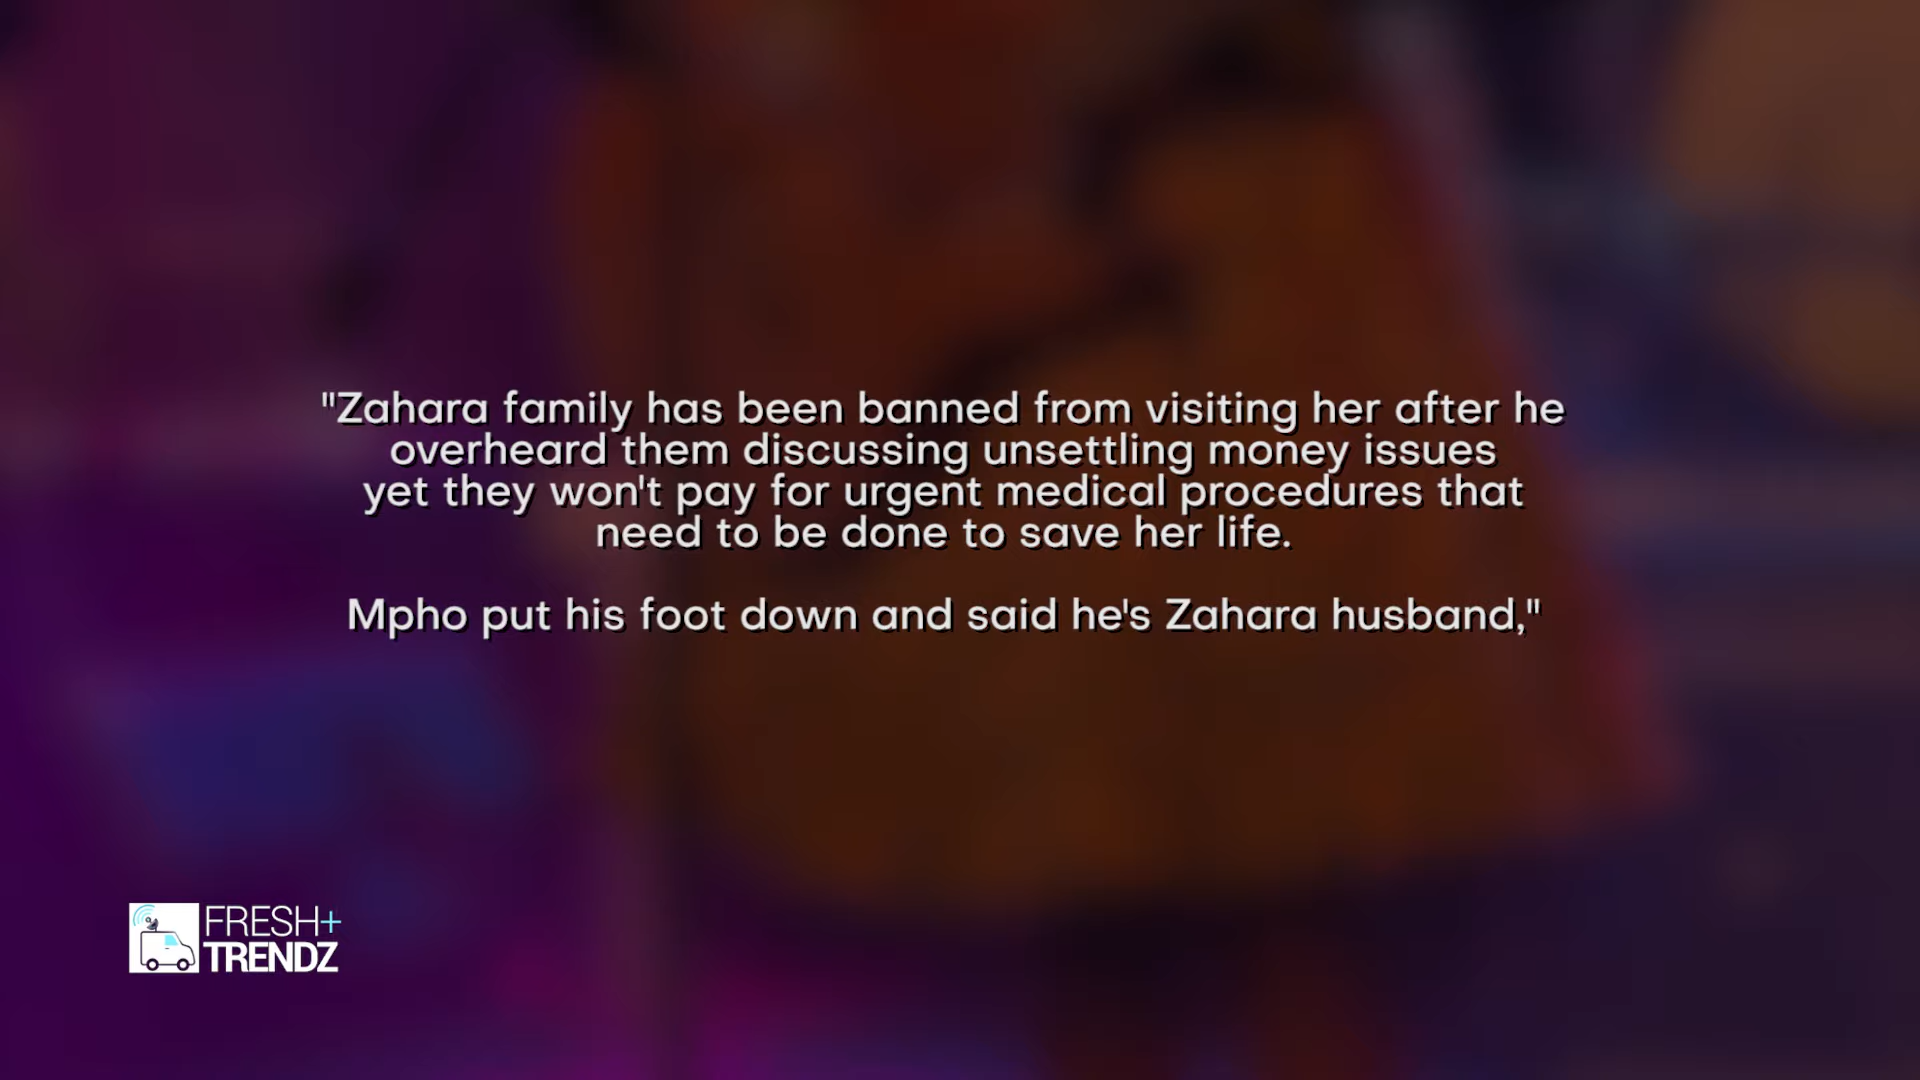 "Zahara family has been banned from visiting her after he
overheard them discussing unsettling money issues
yet they won't pay for urgent medical procedures that
need to be done to save her life.
Mpho put his foot down and said he's Zahara husband,"
FRESH+
TRENDZ